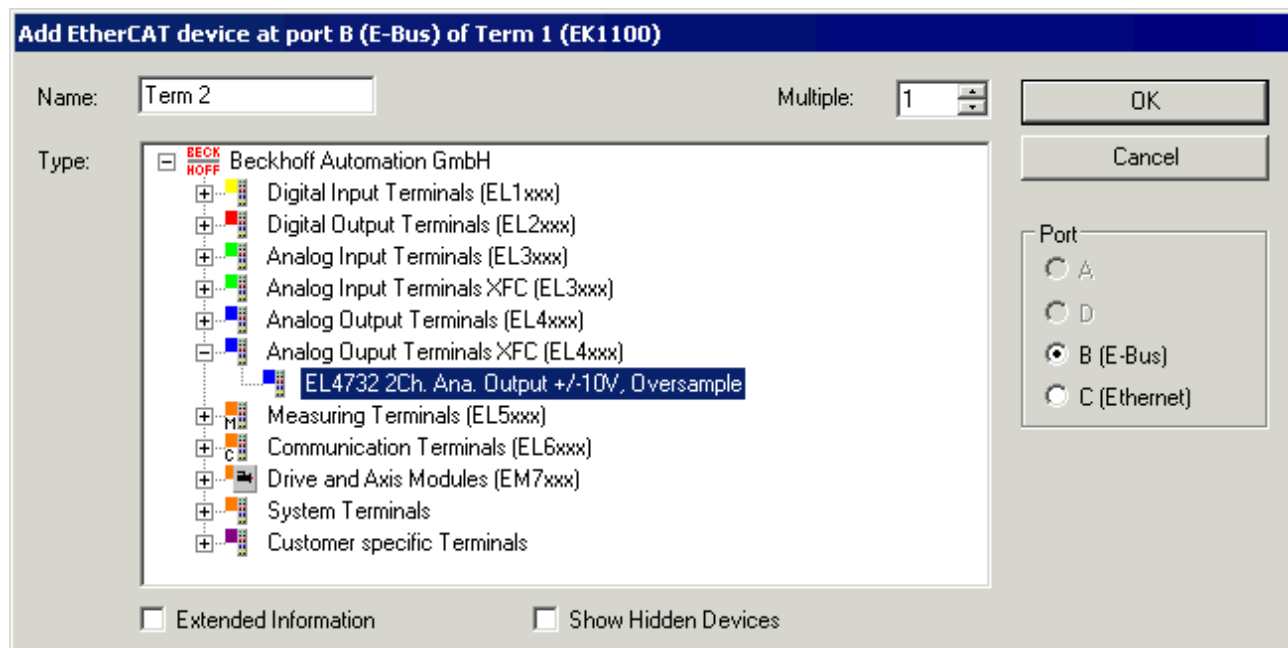 Add EtherCAT device at port B (E-Bus) of Term 1 (EK1100)
Name: Term 2 Multiple: 1 OK
Type: BECK HOFF Beckhoff Automation GmbH Cancel
Digital Input Terminals (EL1xxx)
Digital Output Terminals (EL2xxx)
Analog Input Terminals (EL3xxx)
Analog Input Terminals XFC (EL3xxx)
Analog Output Terminals (EL4xxx)
Analog Ouput Terminals XFC (EL4xxx)
EL4732 2Ch. Ana. Output +/-10V, Oversample
M Measuring Terminals (EL5xxx)
C Communication Terminals (EL6xxx)
Drive and Axis Modules (EM7xxx)
System Terminals
Customer specific Terminals
Port
A
D
B (E-Bus)
C (Ethernet)
Extended Information Show Hidden Devices